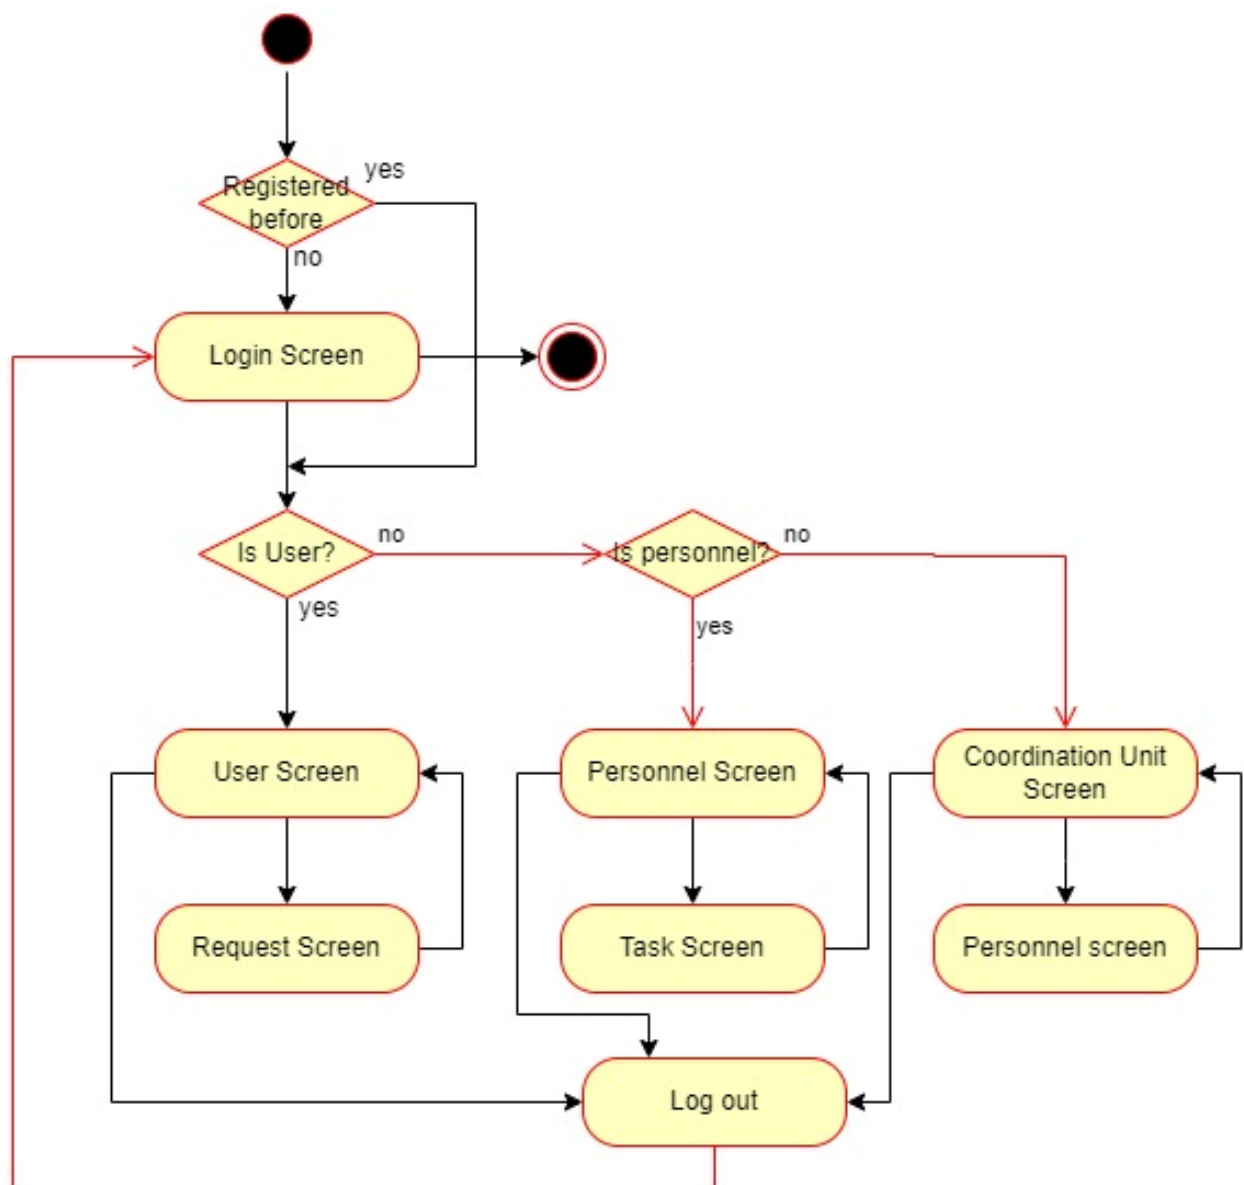 yes
Registered
before
no
Login Screen
Is User?
no
Is personnel?
no
yes
yes
User Screen
Personnel Screen
Coordination Unit
Screen
Request Screen
Task Screen
Personnel screen
Log out